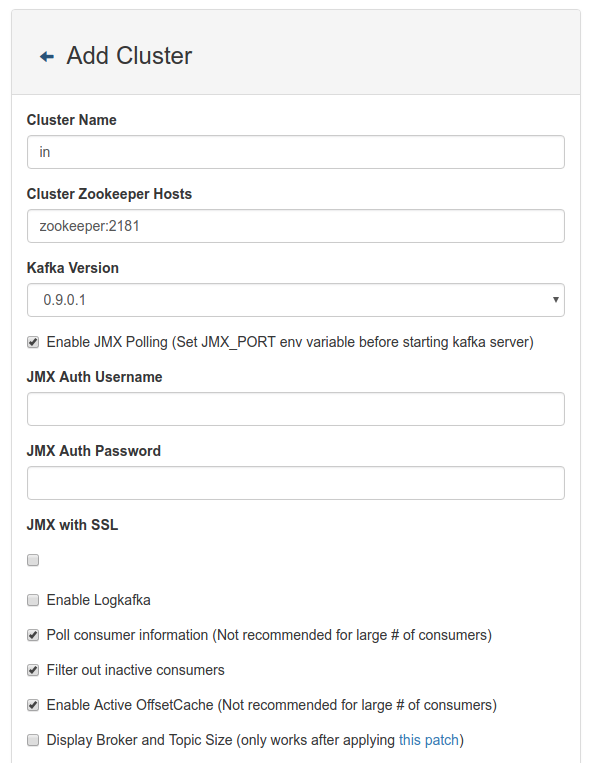 Add Cluster
Cluster Name
in
Cluster Zookeeper Hosts
zookeeper:2181
Kafka Version
0.9.0.1
Enable JMX Polling (Set JMX_PORT env variable before starting kafka server)
JMX Auth Username
JMX Auth Password
JMX with SSL
Enable Logkafka
Poll consumer information (Not recommended for large # of consumers)
Filter out inactive consumers
Enable Active OffsetCache (Not recommended for large # of consumers)
Display Broker and Topic Size (only works after applying this patch)